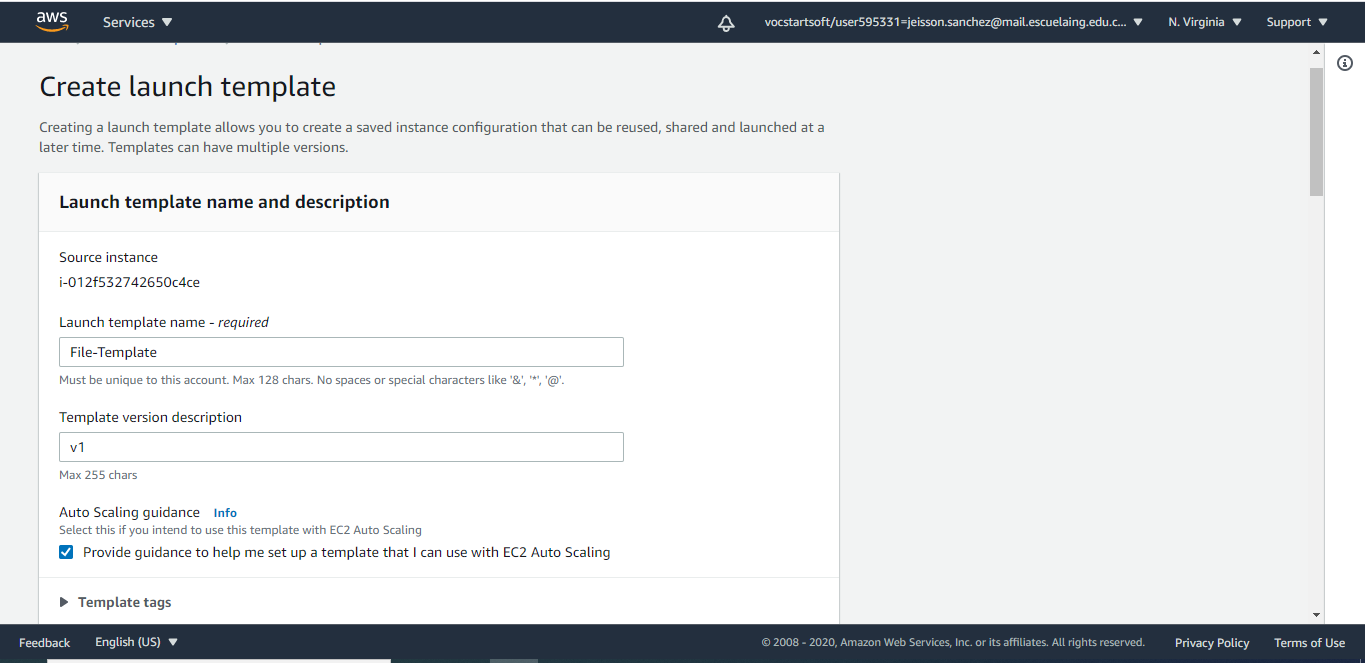 aws
Services
vocstartsoft/user595331=jeisson.sanchez@mail.escuelaing.edu.c...
N. Virginia
Support
Create launch template
Creating a launch template allows you to create a saved instance configuration that can be reused, shared and launched at a
later time. Templates can have multiple versions.
Launch template name and description
Source instance
i-012f532742650c4ce
Launch template name - required
File-Template
Must be unique to this account. Max 128 chars. No spaces or special characters like '&', '*', '@'.
Template version description
v1
Max 255 chars
Auto Scaling guidance Info
Select this if you intend to use this template with EC2 Auto Scaling
Provide guidance to help me set up a template that I can use with EC2 Auto Scaling
Template tags
Feedback
English (US)
© 2008 - 2020, Amazon Web Services, Inc. or its affiliates. All rights reserved.
Privacy Policy
Terms of Use